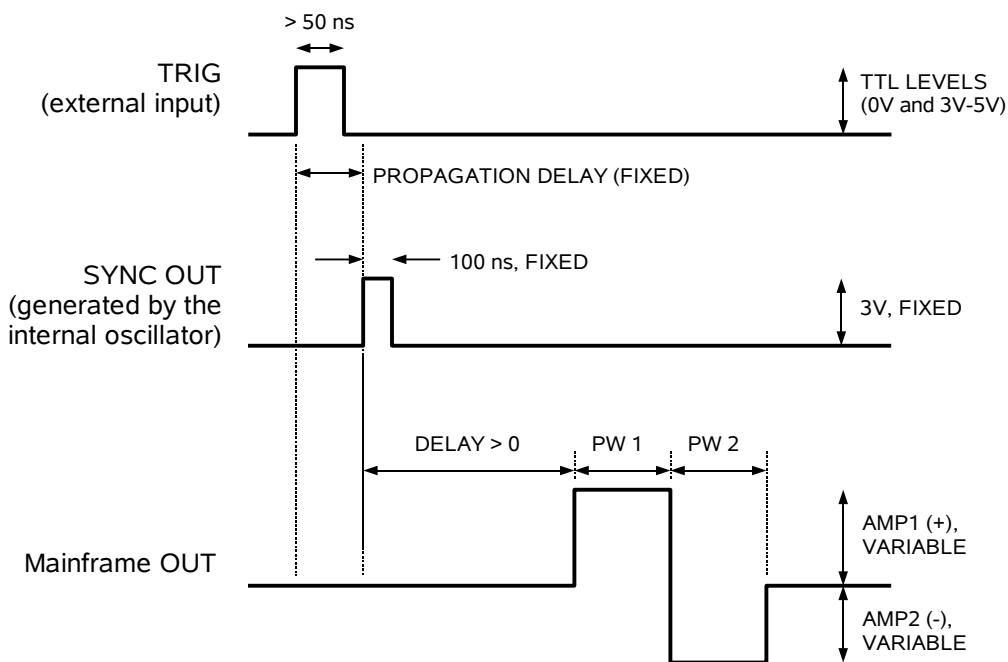 > 50 ns
TRIG
(external input)
TTL LEVELS
(0V and 3V-5V)
PROPAGATION DELAY (FIXED)
100 ns, FIXED
SYNC OUT
(generated by the
internal oscillator)
3V, FIXED
DELAY > 0
PW 1
PW 2
AMP1 (+),
VARIABLE
Mainframe OUT
AMP2 (-),
VARIABLE